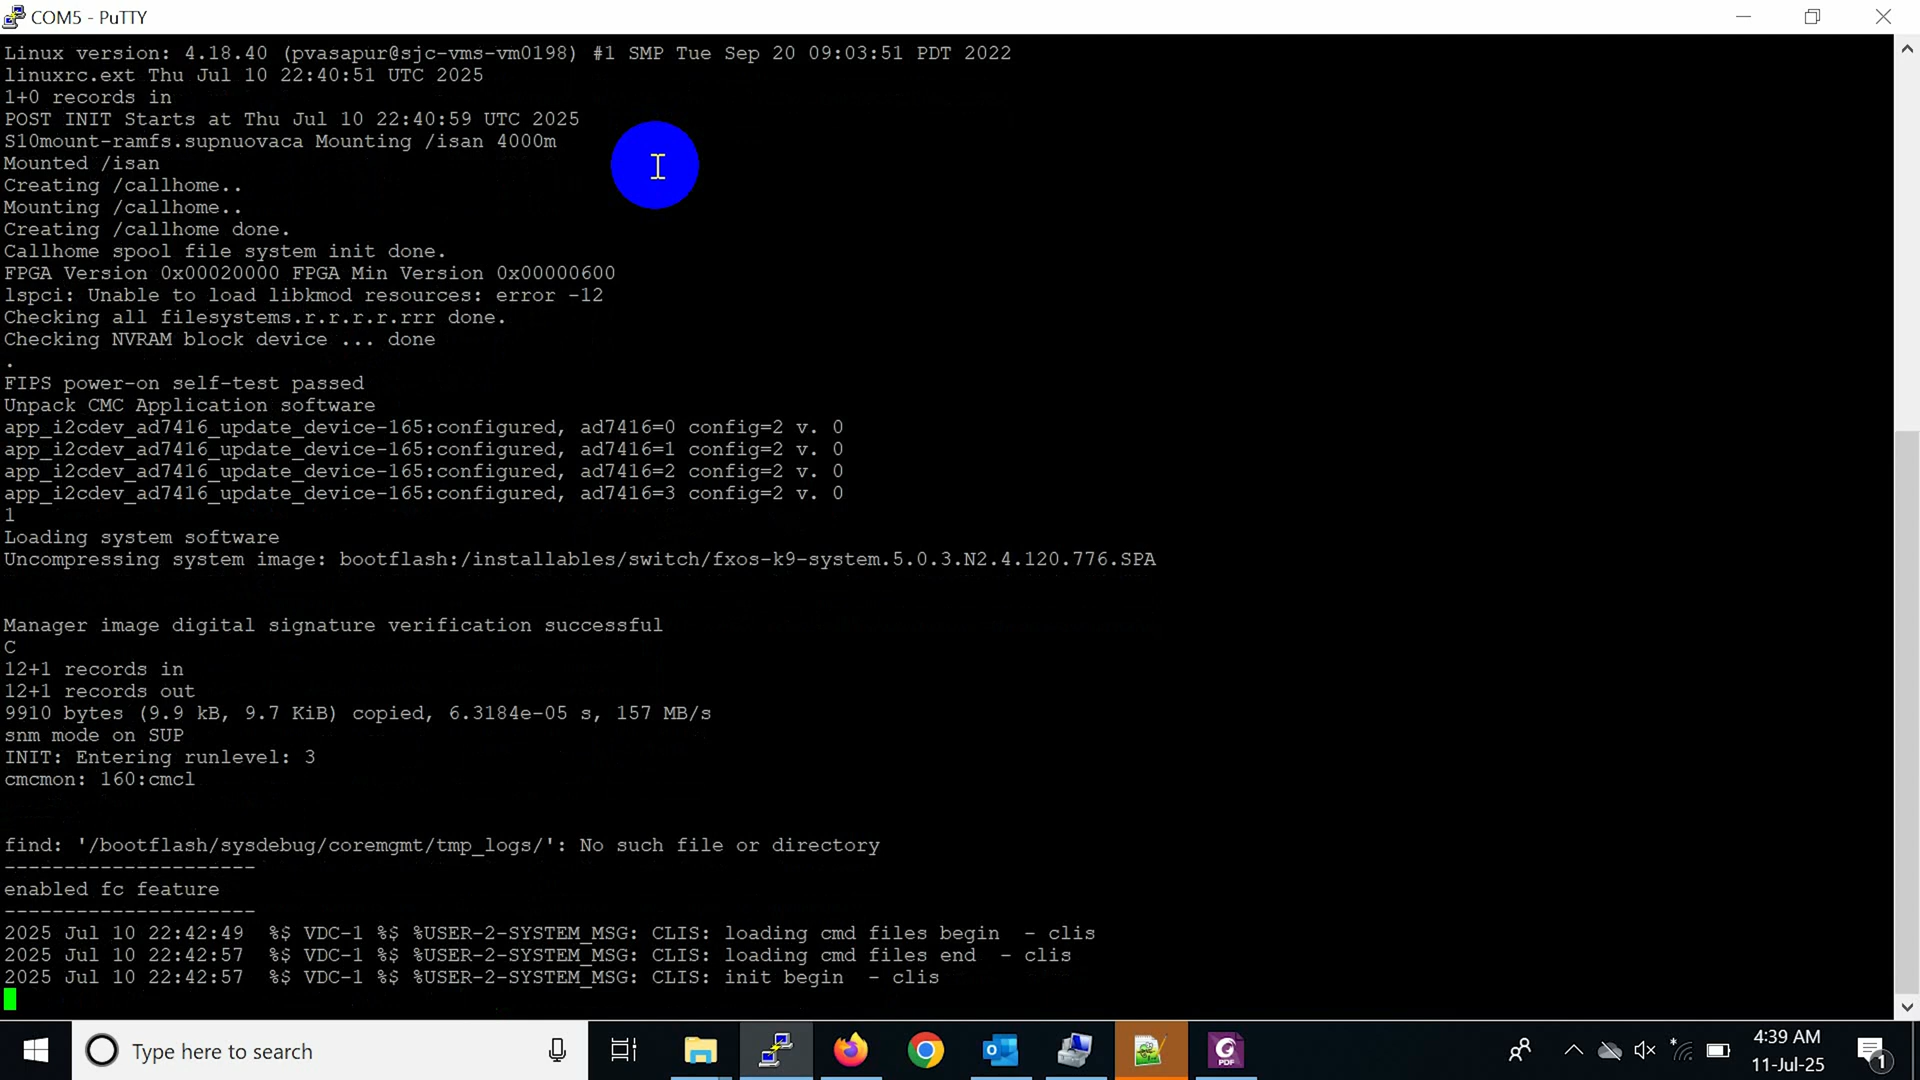 COM5 - PuTTY
Linux version: 4.18.40 (pvasapur@sjc-vms-vm0198) #1 SMP Tue Sep 20 09:03:51 PDT 2022
linuxrc.ext Thu Jul 10 22:40:51 UTC 2025
1+0 records in
POST INIT Starts at Thu Jul 10 22:40:59 UTC 2025
S10mount-ramfs.supnuovaca Mounting /isan 4000m
Mounted /isan
Creating /callhome..
Mounting /callhome..
Creating /callhome done.
Callhome spool file system init done.
FPGA Version 0x00020000 FPGA Min Version 0x00000600
lspci: Unable to load libkmod resources: error -12
Checking all filesystems.r.r.r.r.rrr done.
Checking NVRAM block device ... done
.
FIPS power-on self-test passed
Unpack CMC Application software
app_i2cdev_ad7416_update_device-165:configured, ad7416=0 config=2 v. 0
app_i2cdev_ad7416_update_device-165:configured, ad7416=1 config=2 v. 0
app_i2cdev_ad7416_update_device-165:configured, ad7416=2 config=2 v. 0
app_i2cdev_ad7416_update_device-165:configured, ad7416=3 config=2 v. 0
1
Loading system software
Uncompressing system image: bootflash:/installables/switch/fxos-k9-system.5.0.3.N2.4.120.776.SPA
Manager image digital signature verification successful
C
12+1 records in
12+1 records out
9910 bytes (9.9 kB, 9.7 KiB) copied, 6.3184e-05 s, 157 MB/s
snm mode on SUP
INIT: Entering runlevel: 3
cmcmon: 160:cmcl
find: '/bootflash/sysdebug/coremgmt/tmp_logs/': No such file or directory
---------------------
enabled fc feature
---------------------
2025 Jul 10 22:42:49  %$ VDC-1 %$ %USER-2-SYSTEM_MSG: CLIS: loading cmd files begin  - clis
2025 Jul 10 22:42:57  %$ VDC-1 %$ %USER-2-SYSTEM_MSG: CLIS: loading cmd files end  - clis
2025 Jul 10 22:42:57  %$ VDC-1 %$ %USER-2-SYSTEM_MSG: CLIS: init begin  - clis
Type here to search
PDF
4:39 AM
11-Jul-25
1